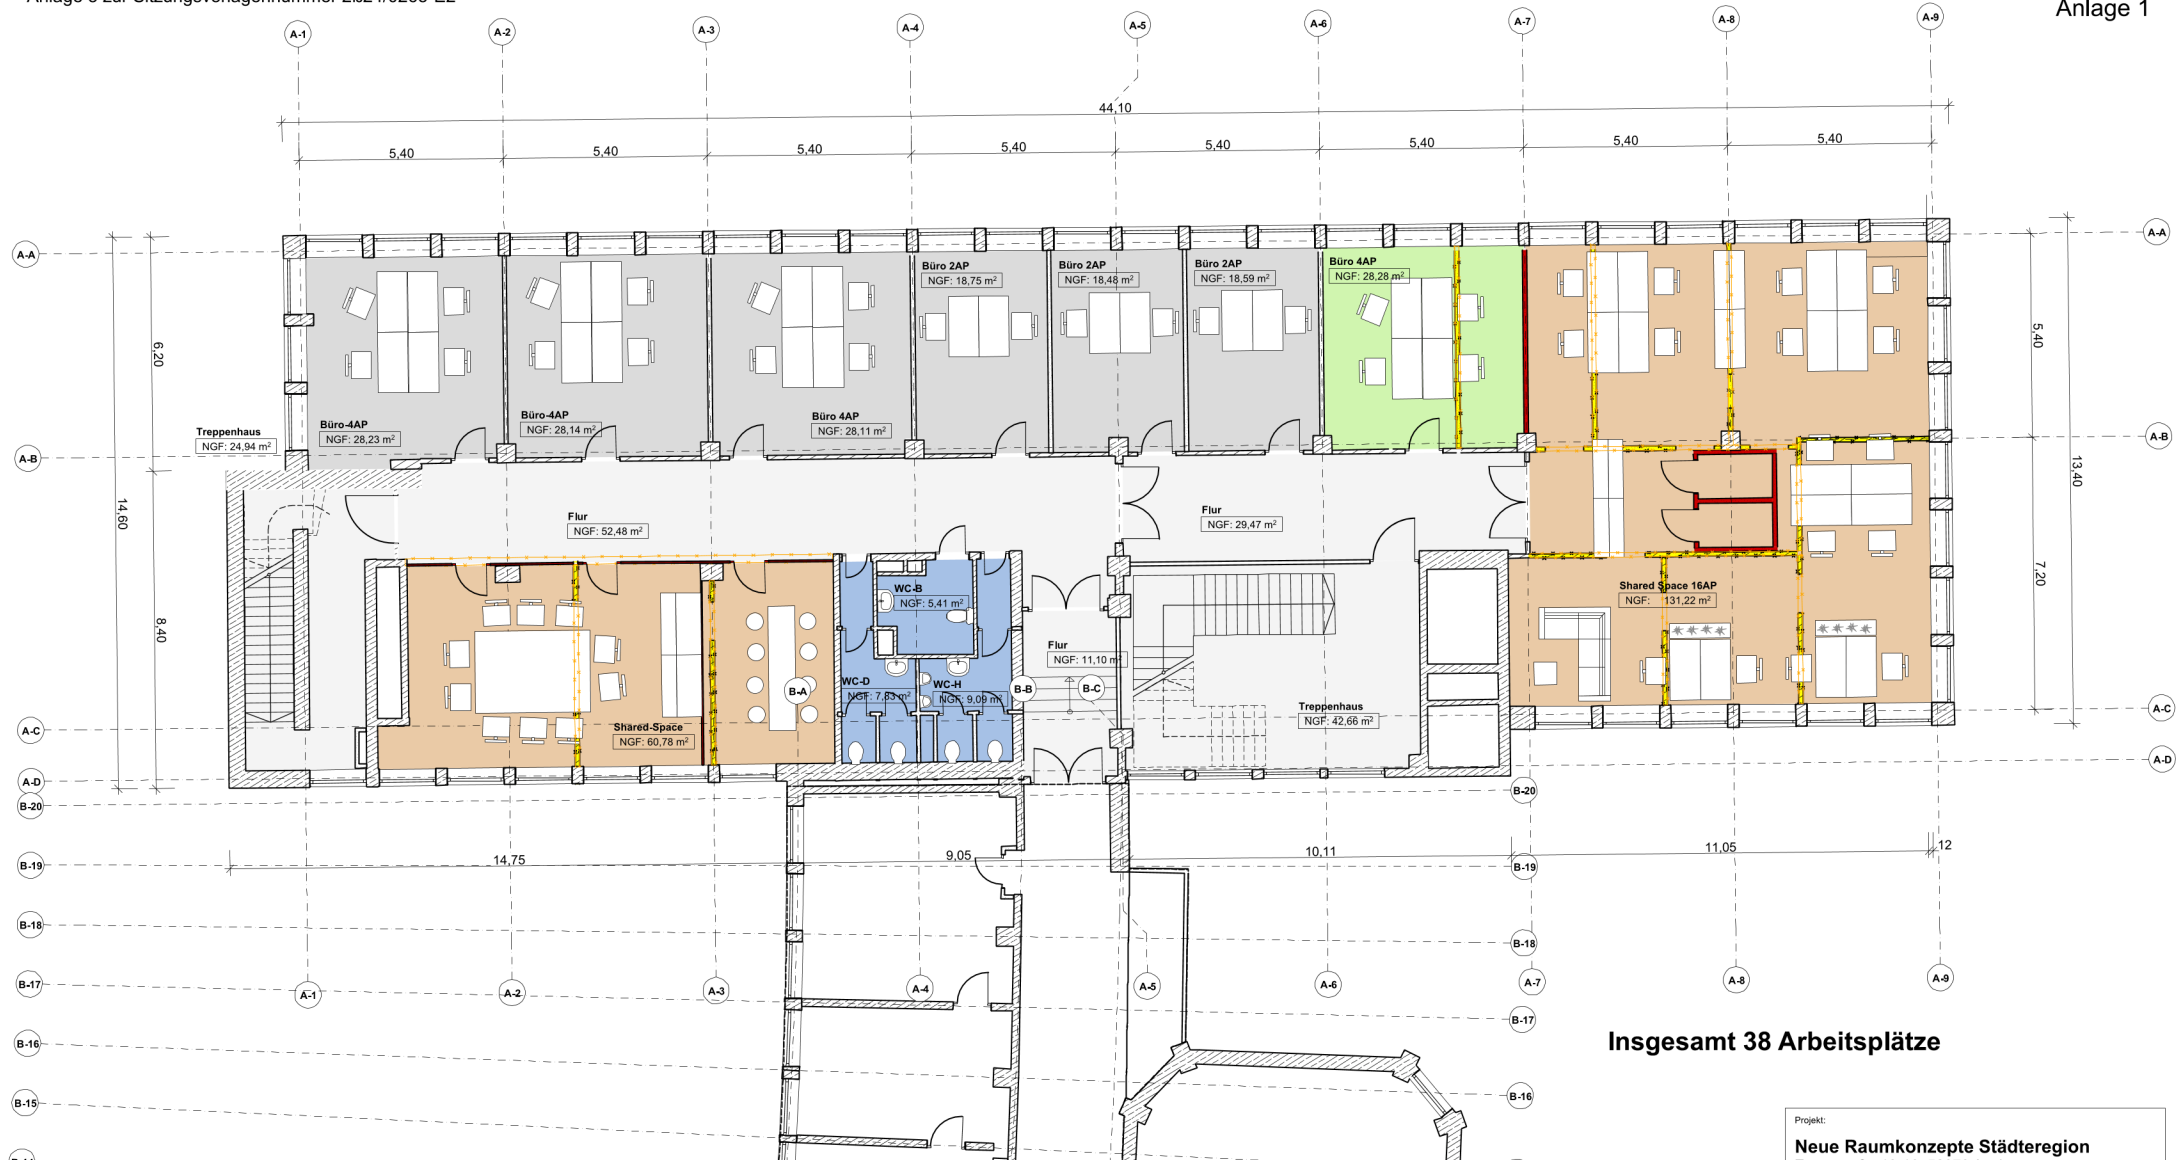 Anlage 1
A-1
A-2
A-3
A-4
A-5
A-6
A-7
A-8
A-9
44,10
5,40
5,40
5,40
5,40
5,40
5,40
5,40
5,40
A-A
A-A
Büro 2AP
NGF: 18,75 m²
Büro 2AP
NGF: 18,48 m²
Büro 2AP
NGF: 18,59 m²
Büro 4AP
NGF: 28,28 m²
6,20
5,40
Büro-4AP
NGF: 28,23 m²
Büro-4AP
NGF: 28,14 m²
Büro 4AP
NGF: 28,11 m²
Treppenhaus
NGF: 24,94 m²
A-B
A-B
14,60
13,40
Flur
NGF: 52,48 m²
Flur
NGF: 29,47 m²
8,40
7,20
WC-B
NGF: 5,41 m²
Shared Space 16AP
NGF: 131,22 m²
Flur
NGF: 11,10 m²
WC-D
NGF: 7,83 m²
WC-H
NGF: 9,09 m²
B-A
B-B
B-C
Treppenhaus
NGF: 42,66 m²
Shared-Space
NGF: 60,78 m²
A-C
A-C
A-D
A-D
B-20
B-20
14,75
9,05
10,11
11,05
12
B-19
B-19
B-18
B-18
B-17
A-1
A-2
A-3
A-4
A-5
A-6
A-7
A-8
A-9
B-17
B-16
Insgesamt 38 Arbeitsplätze
B-16
B-15
Projekt:
Neue Raumkonzepte Städteregion